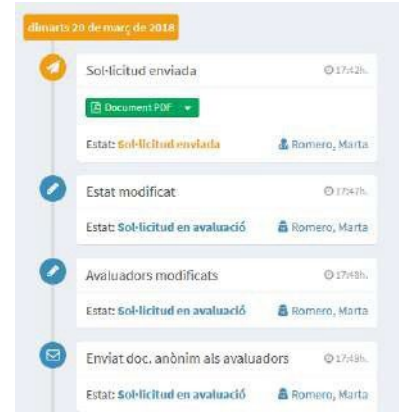 dimarts 20 de març de 2018
Sol·licitud enviada 17:42h.
Document PDF
Estat: Sol·licitud enviada Romero, Marta
Estat modificat 17:47h.
Estat: Sol·licitud en avaluació Romero, Marta
Avaluadors modificats 17:48h.
Estat: Sol·licitud en avaluació Romero, Marta
Enviat doc. anònim als avaluadors 17:49h.
Estat: Sol·licitud en avaluació Romero, Marta